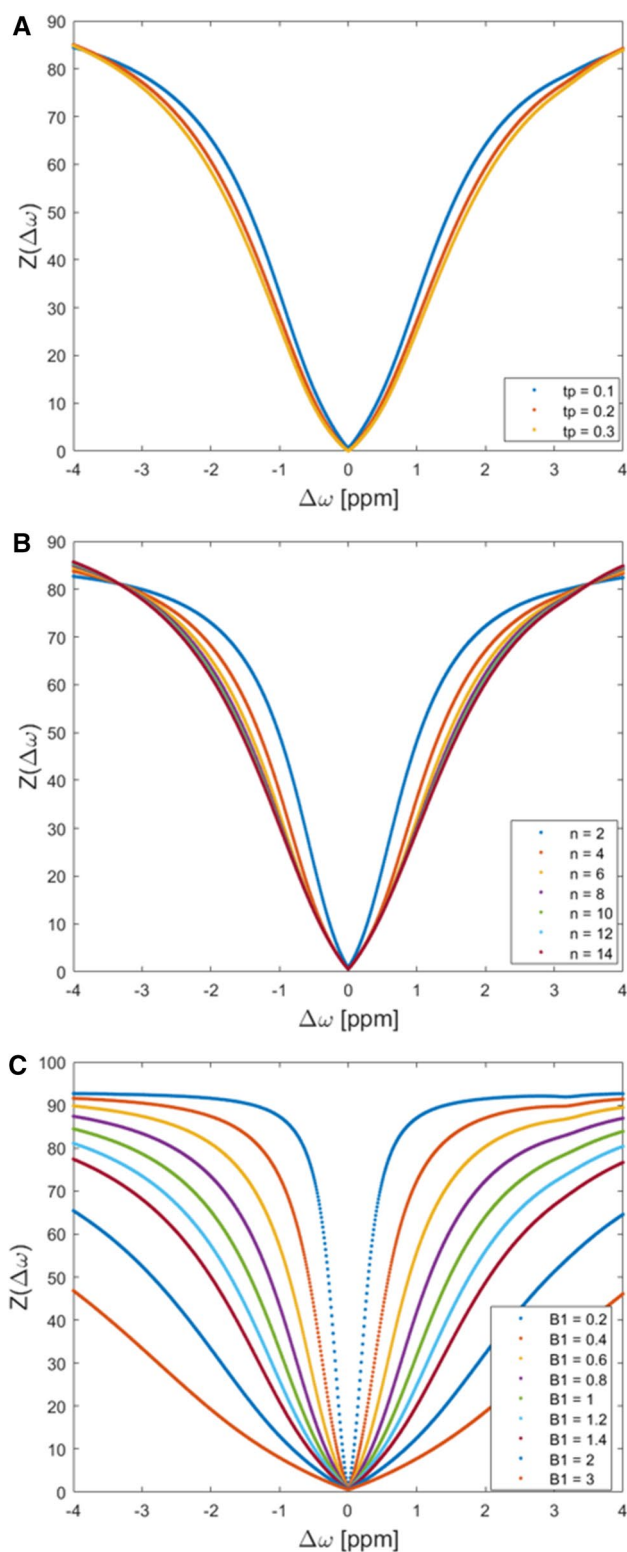 A
90
80
70
60
50
40
30
20
10
0
Z(Δω)
-4 -3 -2 -1 0 1 2 3 4
Δω [ppm]
tp = 0.1
tp = 0.2
tp = 0.3
B
90
80
70
60
50
40
30
20
10
0
Z(Δω)
-4 -3 -2 -1 0 1 2 3 4
Δω [ppm]
n = 2
n = 4
n = 6
n = 8
n = 10
n = 12
n = 14
C
100
90
80
70
60
50
40
30
20
10
0
Z(Δω)
-4 -3 -2 -1 0 1 2 3 4
Δω [ppm]
B1 = 0.2
B1 = 0.4
B1 = 0.6
B1 = 0.8
B1 = 1
B1 = 1.2
B1 = 1.4
B1 = 2
B1 = 3